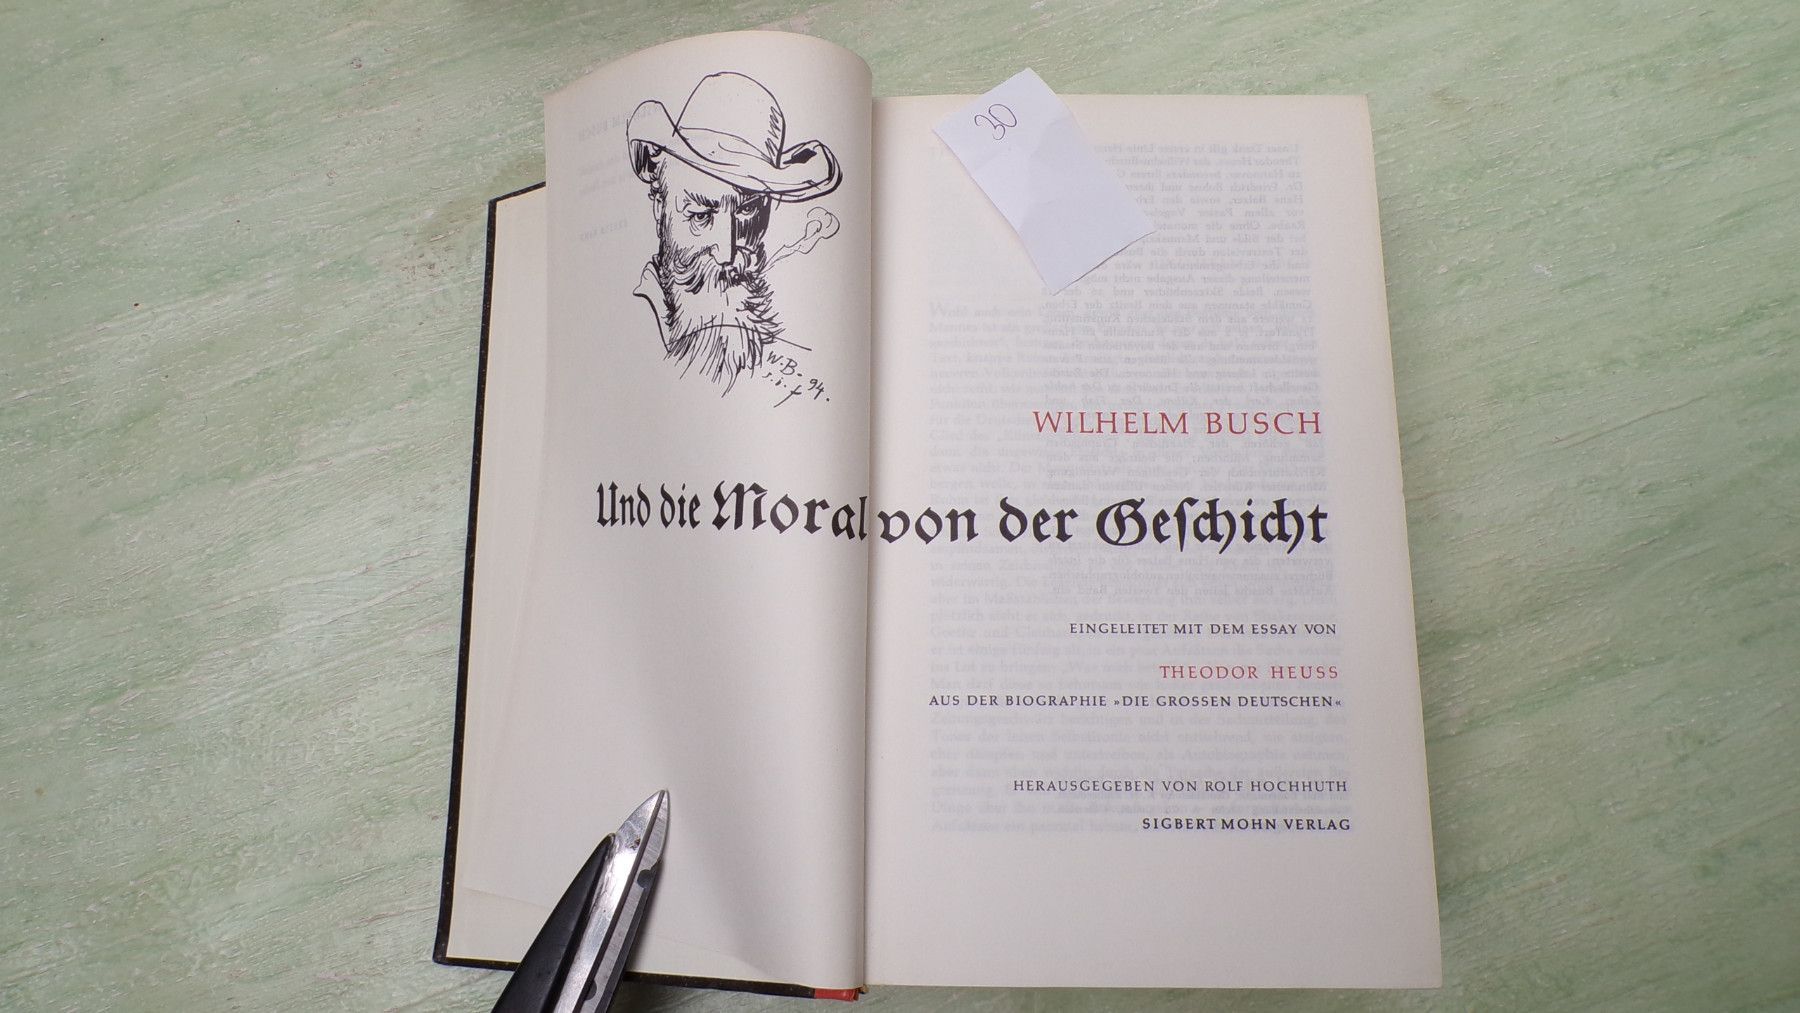 30
W.B. 94.
WILHELM BUSCH
Und die Moral von der Geschicht
EINGELEITET MIT DEM ESSAY VON
THEODOR HEUSS
AUS DER BIOGRAPHIE »DIE GROSSEN DEUTSCHEN«
HERAUSGEGEBEN VON ROLF HOCHHUTH
SIGBERT MOHN VERLAG